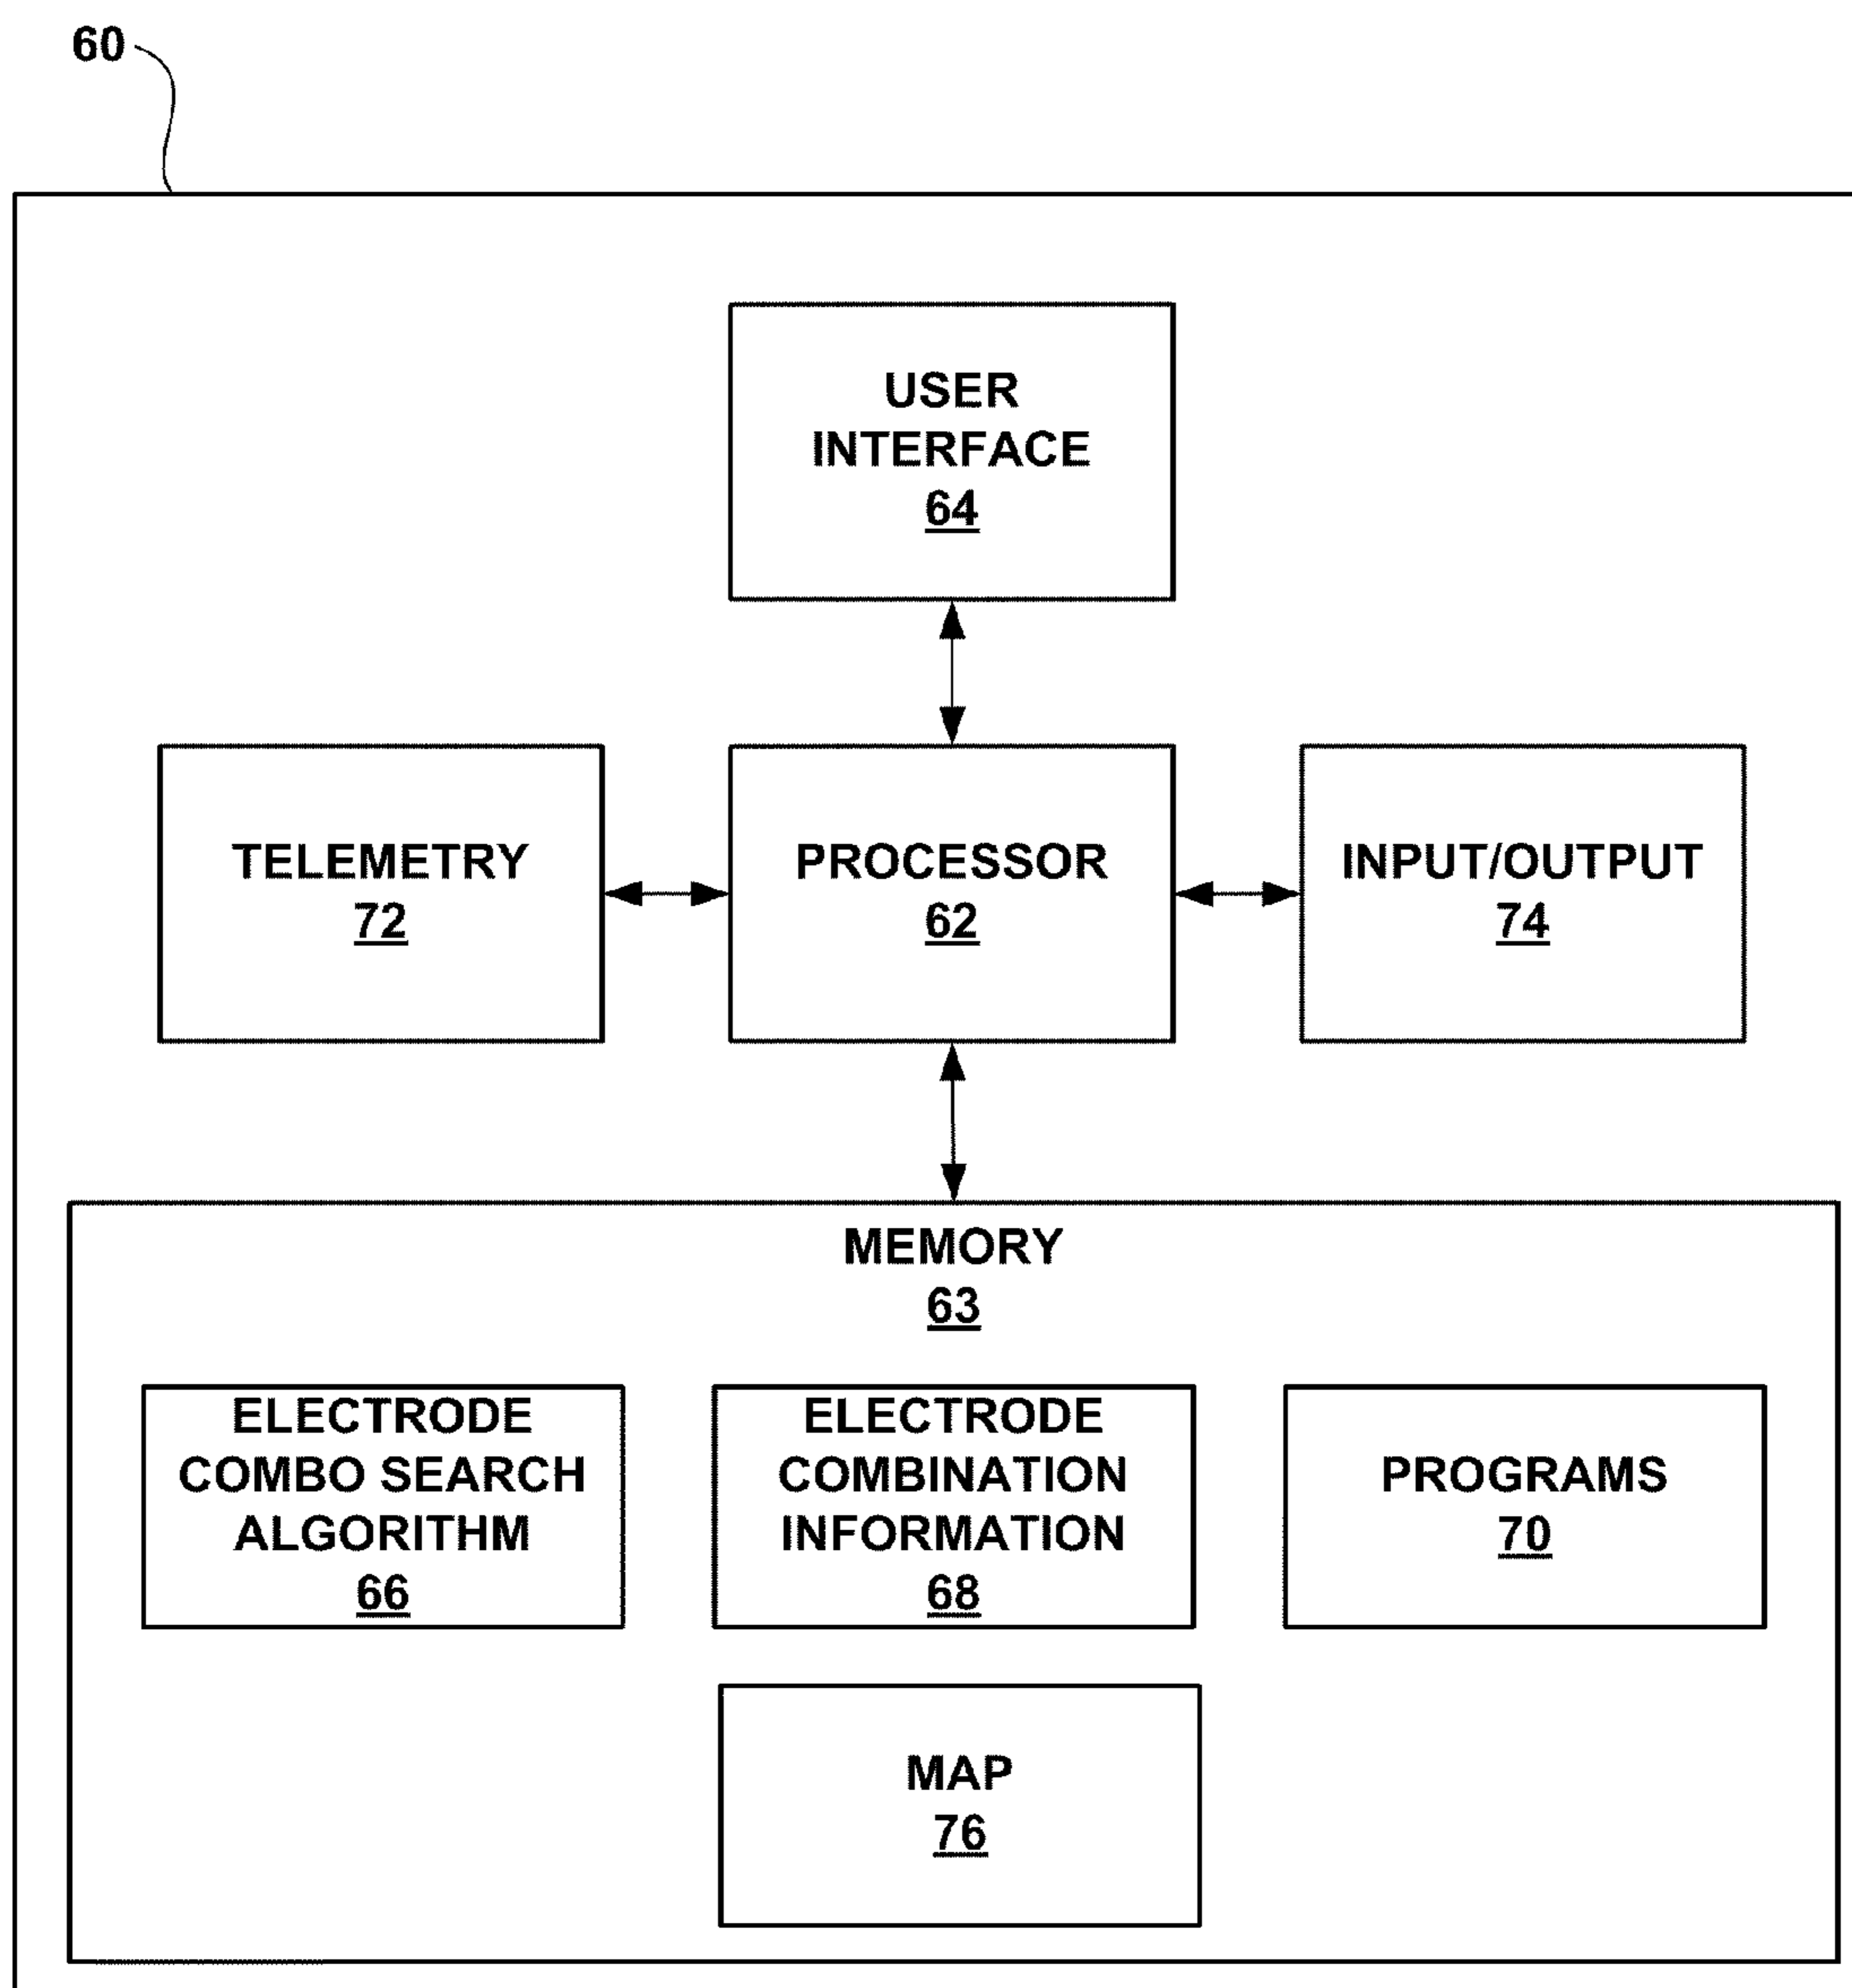 60
USER
INTERFACE
64
TELEMETRY
72
PROCESSOR
62
INPUT/OUTPUT
74
MEMORY
63
ELECTRODE
COMBO SEARCH
ALGORITHM
66
ELECTRODE
COMBINATION
INFORMATION
68
PROGRAMS
70
MAP
76